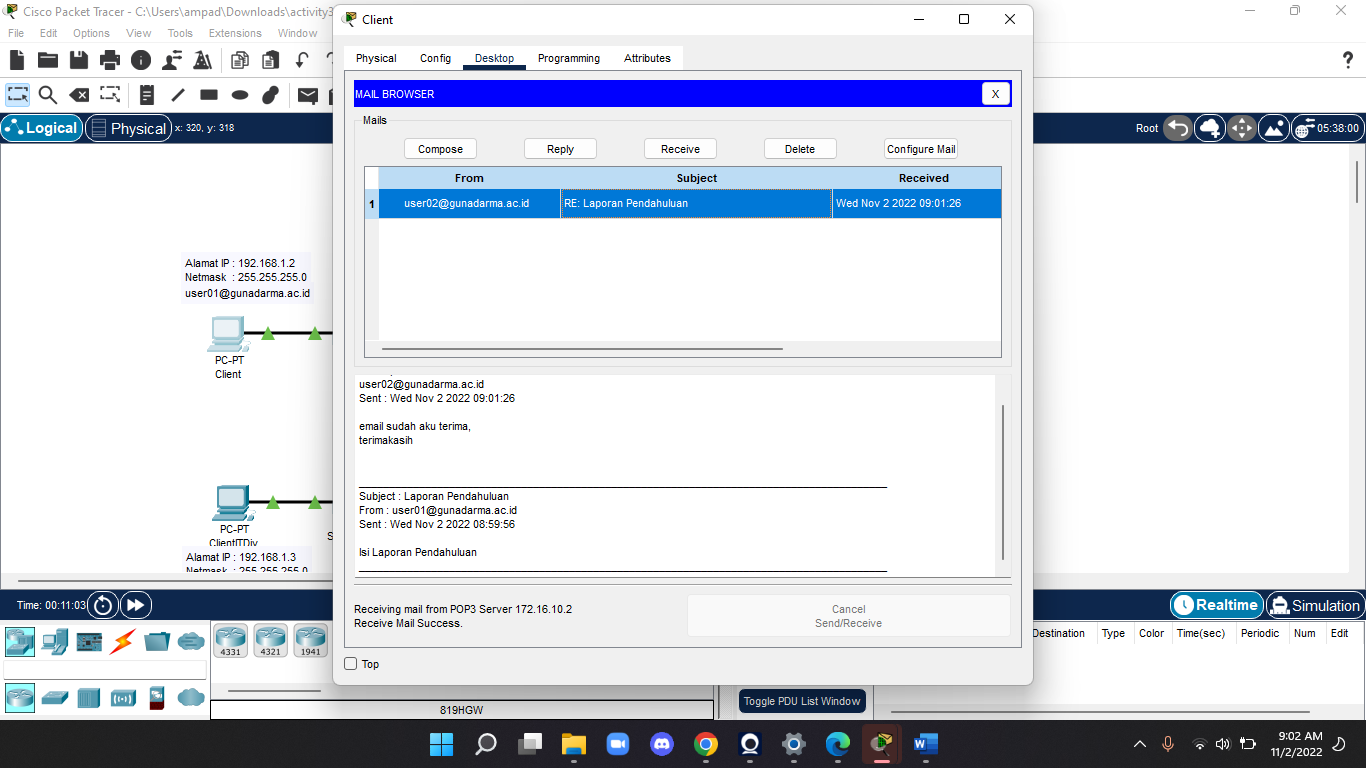 Cisco Packet Tracer - C:\Users\ampad\Downloads\activity3
File Edit Options View Tools Extensions Window
Logical Physical x: 320, y: 318
Root 05:38:00
Alamat IP : 192.168.1.2
Netmask : 255.255.255.0
user01@gunadarma.ac.id
PC-PT
Client
PC-PT
ClientITDiv
Alamat IP : 192.168.1.3
Netmask : 255.255.255.0
S
Client
Physical Config Desktop Programming Attributes
MAIL BROWSER X
Mails
Compose Reply Receive Delete Configure Mail
From Subject Received
1 user02@gunadarma.ac.id RE: Laporan Pendahuluan Wed Nov 2 2022 09:01:26
user02@gunadarma.ac.id
Sent : Wed Nov 2 2022 09:01:26
email sudah aku terima,
terimakasih
Subject : Laporan Pendahuluan
From : user01@gunadarma.ac.id
Sent : Wed Nov 2 2022 08:59:56
Isi Laporan Pendahuluan
Receiving mail from POP3 Server 172.16.10.2
Receive Mail Success.
Cancel
Send/Receive
Top
Time: 00:11:03
Realtime Simulation
4331 4321 1941
819HGW
Toggle PDU List Window
Destination Type Color Time(sec) Periodic Num Edit
9:02 AM
11/2/2022